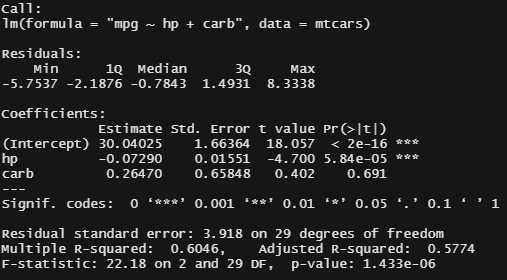 Call:
lm(formula = "mpg ~ hp + carb", data = mtcars)
Residuals:
    Min      1Q  Median      3Q     Max
-5.7537 -2.1876 -0.7843  1.4931  8.3338
Coefficients:
            Estimate Std. Error t value Pr(>|t|)
(Intercept) 30.04025    1.66364  18.057  < 2e-16 ***
hp          -0.07290    0.01551  -4.700 5.84e-05 ***
carb         0.26470    0.65848   0.402    0.691
---
Signif. codes:  0 ‘***’ 0.001 ‘**’ 0.01 ‘*’ 0.05 ‘.’ 0.1 ‘ ’ 1
Residual standard error: 3.918 on 29 degrees of freedom
Multiple R-squared:  0.6046,    Adjusted R-squared:  0.5774
F-statistic: 22.18 on 2 and 29 DF,  p-value: 1.433e-06